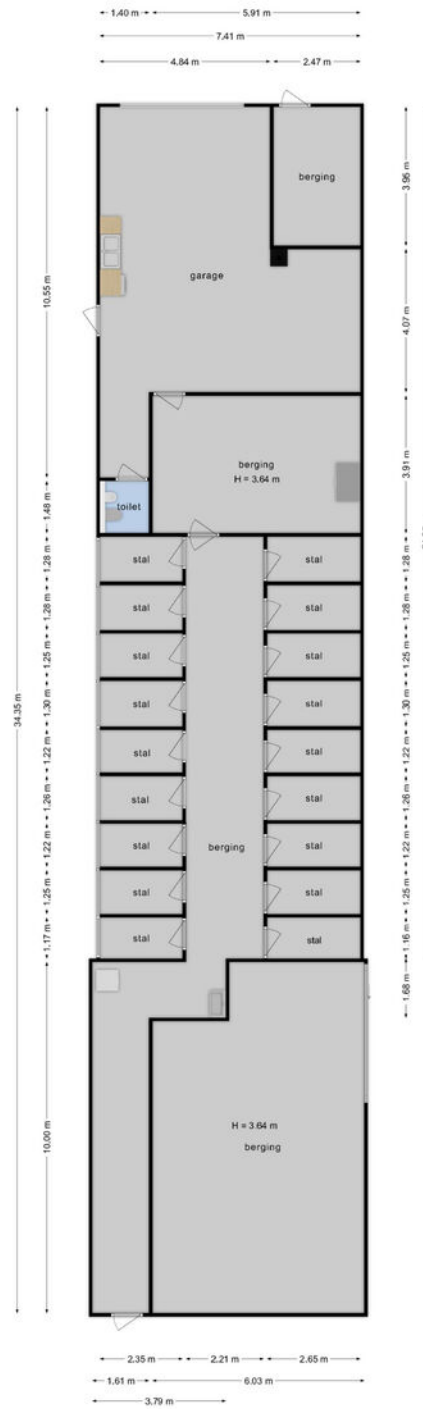 1.40 m 5.91 m
7.41 m
4.84 m 2.47 m
berging
garage
berging
H = 3.64 m
toilet
stal stal
stal stal
stal stal
stal stal
stal stal
stal stal
stal stal
stal stal
stal stal
berging
H = 3.64 m
berging
34.35 m
10.55 m
1.48 m
1.28 m
1.28 m
1.25 m
1.30 m
1.22 m
1.26 m
1.22 m
1.25 m
1.17 m
10.00 m
3.95 m
4.07 m
3.91 m
1.28 m
1.28 m
1.25 m
1.30 m
1.22 m
1.26 m
1.22 m
1.25 m
1.16 m
1.68 m
2.35 m 2.21 m 2.65 m
1.61 m 6.03 m
3.79 m